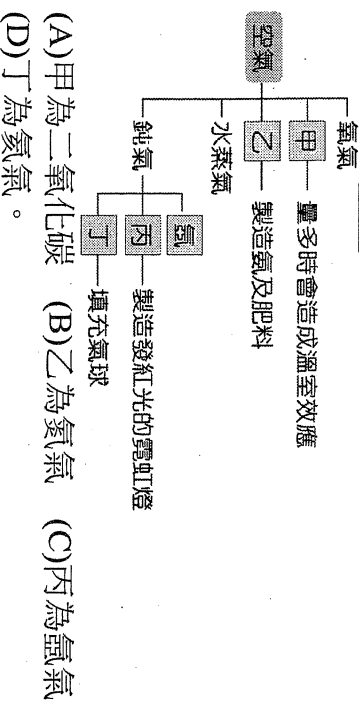 空氣
氧氣
甲 量多時會造成溫室效應
乙 製造氨及肥料
水蒸氣
鈍氣
氬
丙 製造發紅光的霓虹燈
丁 填充氣球
(A)甲為二氧化碳 (B)乙為氮氣 (C)丙為氬氣
(D)丁為氦氣。